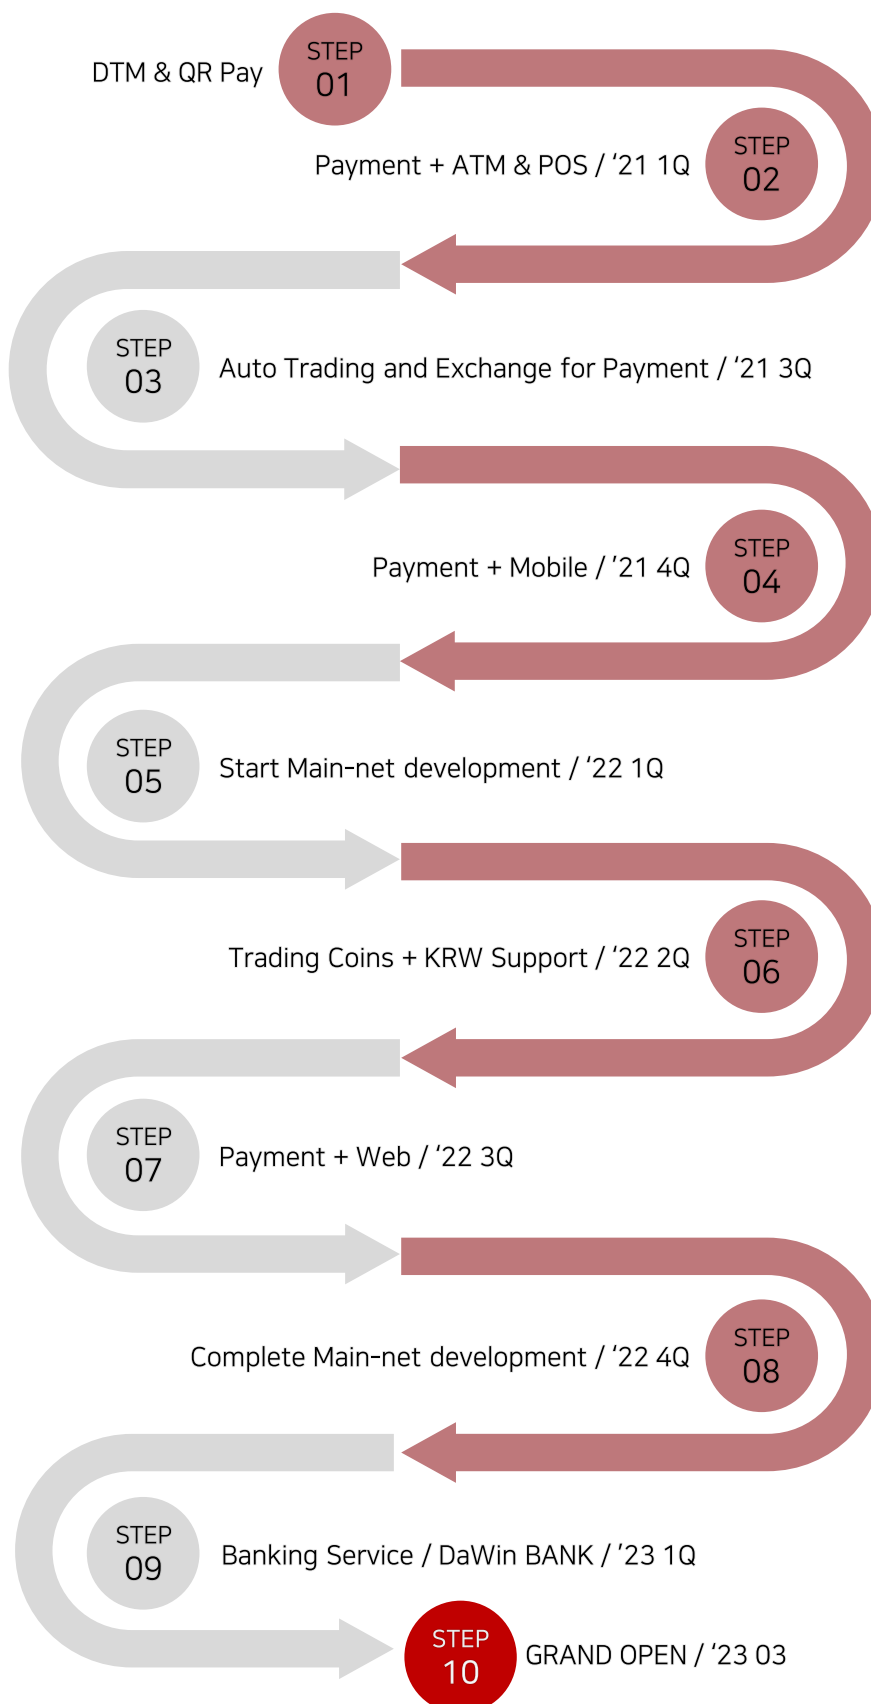 DTM & QR Pay
STEP
01
Payment + ATM & POS / ‘21 1Q
STEP
02
STEP
03
Auto Trading and Exchange for Payment / ‘21 3Q
Payment + Mobile / ’21 4Q
STEP
04
STEP
05
Start Main-net development / ‘22 1Q
Trading Coins + KRW Support / ‘22 2Q
STEP
06
STEP
07
Payment + Web / ‘22 3Q
Complete Main-net development / ‘22 4Q
STEP
08
STEP
09
Banking Service / DaWin BANK / ‘23 1Q
STEP
10
GRAND OPEN / ‘23 03